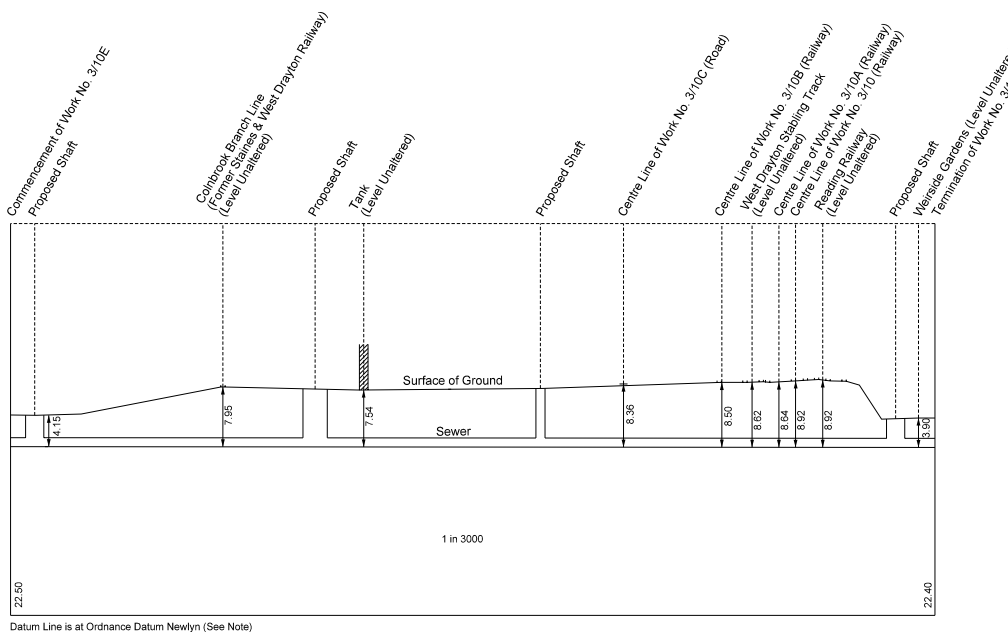 Commencement of Work No. 3/10E
Proposed Shaft
Colnbrook Branch Line
(Former Staines & West Drayton Railway)
(Level Unaltered)
Proposed Shaft
Tank
(Level Unaltered)
Proposed Shaft
Centre Line of Work No. 3/10C (Road)
Centre Line of Work No. 3/10B (Railway)
West Drayton Stabling Track
(Level Unaltered)
Centre Line of Work No. 3/10A (Railway)
Centre Line of Work No. 3/10 (Railway)
Reading Railway
(Level Unaltered)
Proposed Shaft
Weirside Gardens (Level Unaltere
Termination of Work No.
Surface of Ground
4.15
7.95
7.54
Sewer
8.36
8.50
8.62
8.64
8.92
8.92
3.90
1 in 3000
22.50
22.40
Datum Line is at Ordnance Datum Newlyn (See Note)